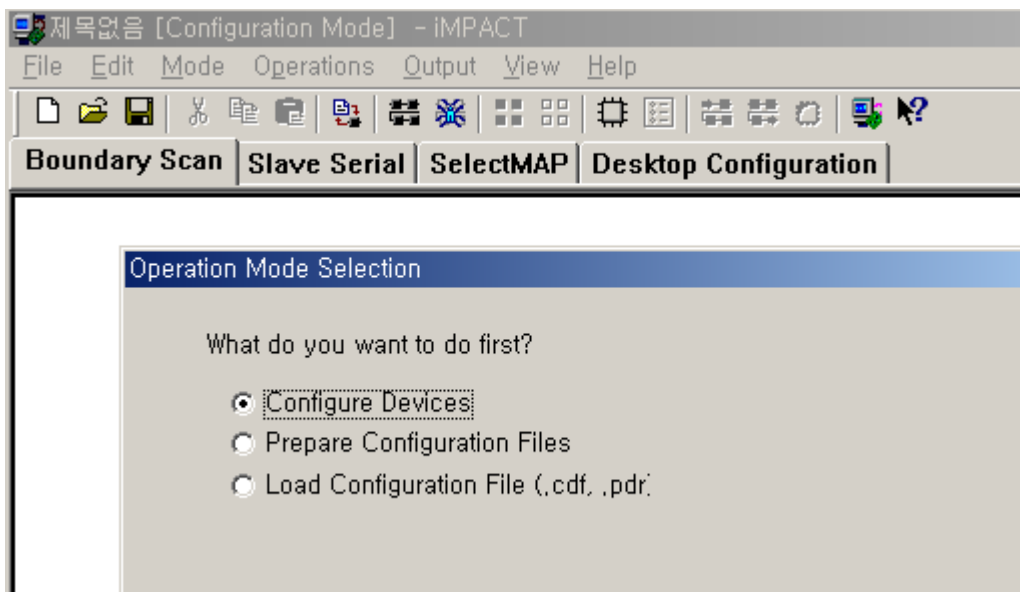 제목없음 [Configuration Mode] - iMPACT
File Edit Mode Operations Output View Help
Boundary Scan Slave Serial SelectMAP Desktop Configuration
Operation Mode Selection
What do you want to do first?
Configure Devices
Prepare Configuration Files
Load Configuration File (.cdf, .pdr)